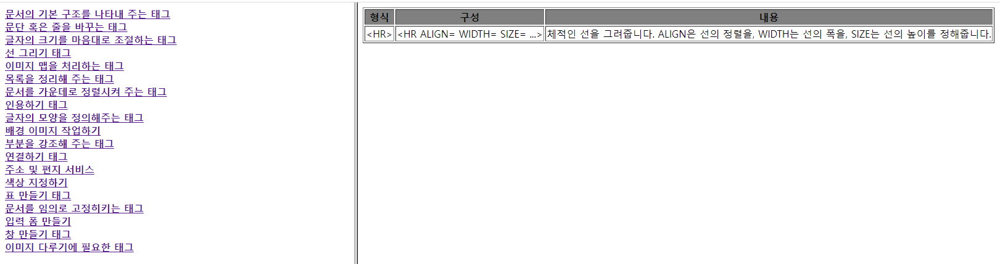 문서의 기본 구조를 나타내 주는 태그
문단 혹은 줄을 바꾸는 태그
글자의 크기를 마음대로 조절하는 태그
선 그리기 태그
이미지 맵을 처리하는 태그
목록을 정리해 주는 태그
문서를 가운데로 정렬시켜 주는 태그
인용하기 태그
글자의 모양을 정의해주는 태그
배경 이미지 작업하기
부분을 강조해 주는 태그
연결하기 태그
주소 및 편지 서비스
색상 지정하기
표 만들기 태그
문서를 임의로 고정히키는 태그
입력 폼 만들기
창 만들기 태그
이미지 다루기에 필요한 태그
형식 구성 내용
<HR> <HR ALIGN= WIDTH= SIZE= ...> 체적인 선을 그려줍니다. ALIGN은 선의 정렬을, WIDTH는 선의 폭을, SIZE는 선의 높이를 정해줍니다.